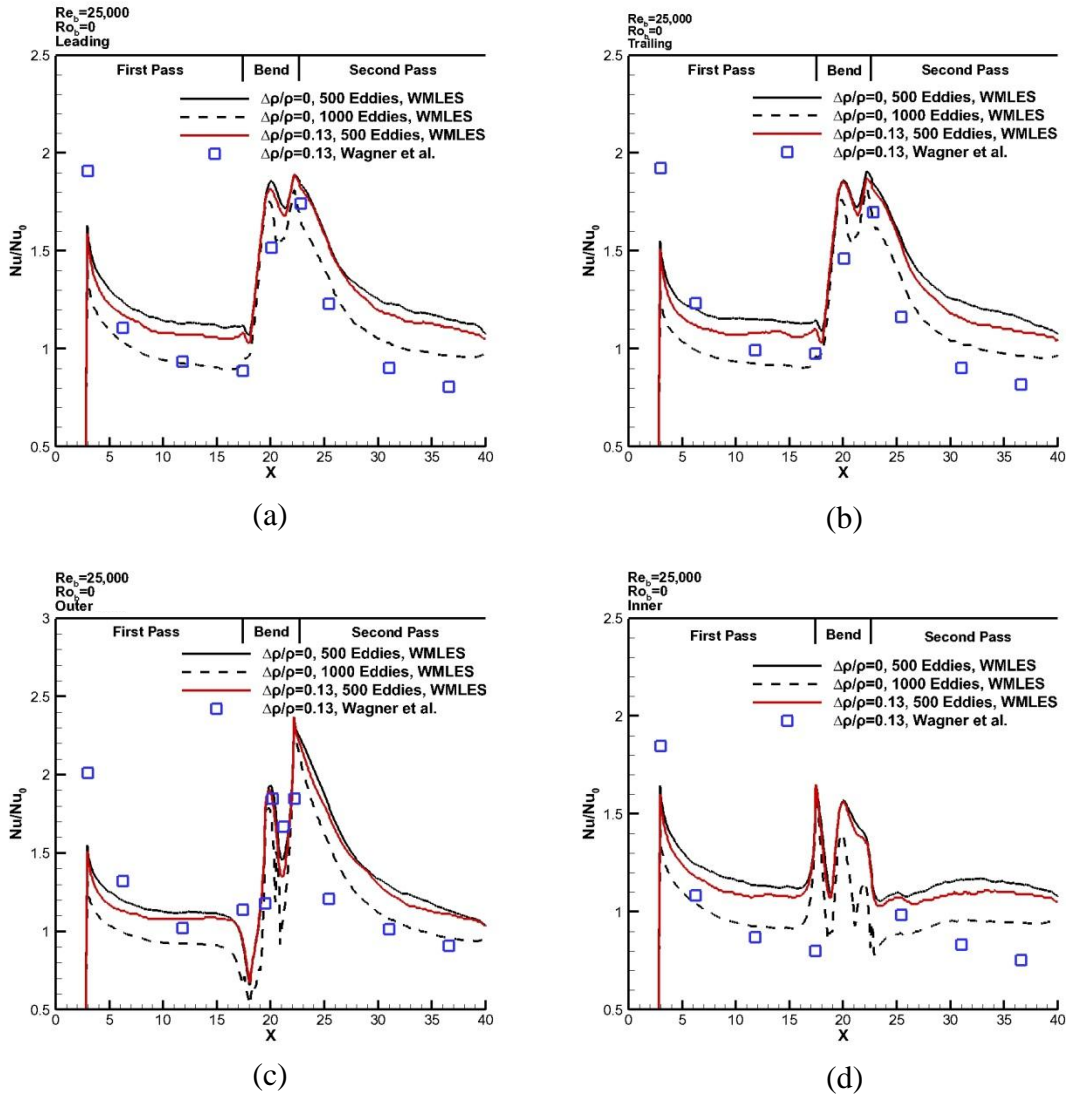 Re_b=25,000
Ro_b=0
Leading
2.5
First Pass
Bend
Second Pass
Δρ/ρ=0, 500 Eddies, WMLES
Δρ/ρ=0, 1000 Eddies, WMLES
Δρ/ρ=0.13, 500 Eddies, WMLES
Δρ/ρ=0.13, Wagner et al.
2
1.5
Nu/Nu_0
1
0.5
0 5 10 15 20 25 30 35 40
X
(a)
Re_b=25,000
Ro_b=0
Trailing
2.5
First Pass
Bend
Second Pass
Δρ/ρ=0, 500 Eddies, WMLES
Δρ/ρ=0, 1000 Eddies, WMLES
Δρ/ρ=0.13, 500 Eddies, WMLES
Δρ/ρ=0.13, Wagner et al.
2
1.5
Nu/Nu_0
1
0.5
0 5 10 15 20 25 30 35 40
X
(b)
Re_b=25,000
Ro_b=0
Outer
3
First Pass
Bend
Second Pass
Δρ/ρ=0, 500 Eddies, WMLES
Δρ/ρ=0, 1000 Eddies, WMLES
Δρ/ρ=0.13, 500 Eddies, WMLES
Δρ/ρ=0.13, Wagner et al.
2.5
2
Nu/Nu_0
1.5
1
0.5
0 5 10 15 20 25 30 35 40
X
(c)
Re_b=25,000
Ro_b=0
Inner
2.5
First Pass
Bend
Second Pass
Δρ/ρ=0, 500 Eddies, WMLES
Δρ/ρ=0, 1000 Eddies, WMLES
Δρ/ρ=0.13, 500 Eddies, WMLES
Δρ/ρ=0.13, Wagner et al.
2
1.5
Nu/Nu_0
1
0.5
0 5 10 15 20 25 30 35 40
X
(d)